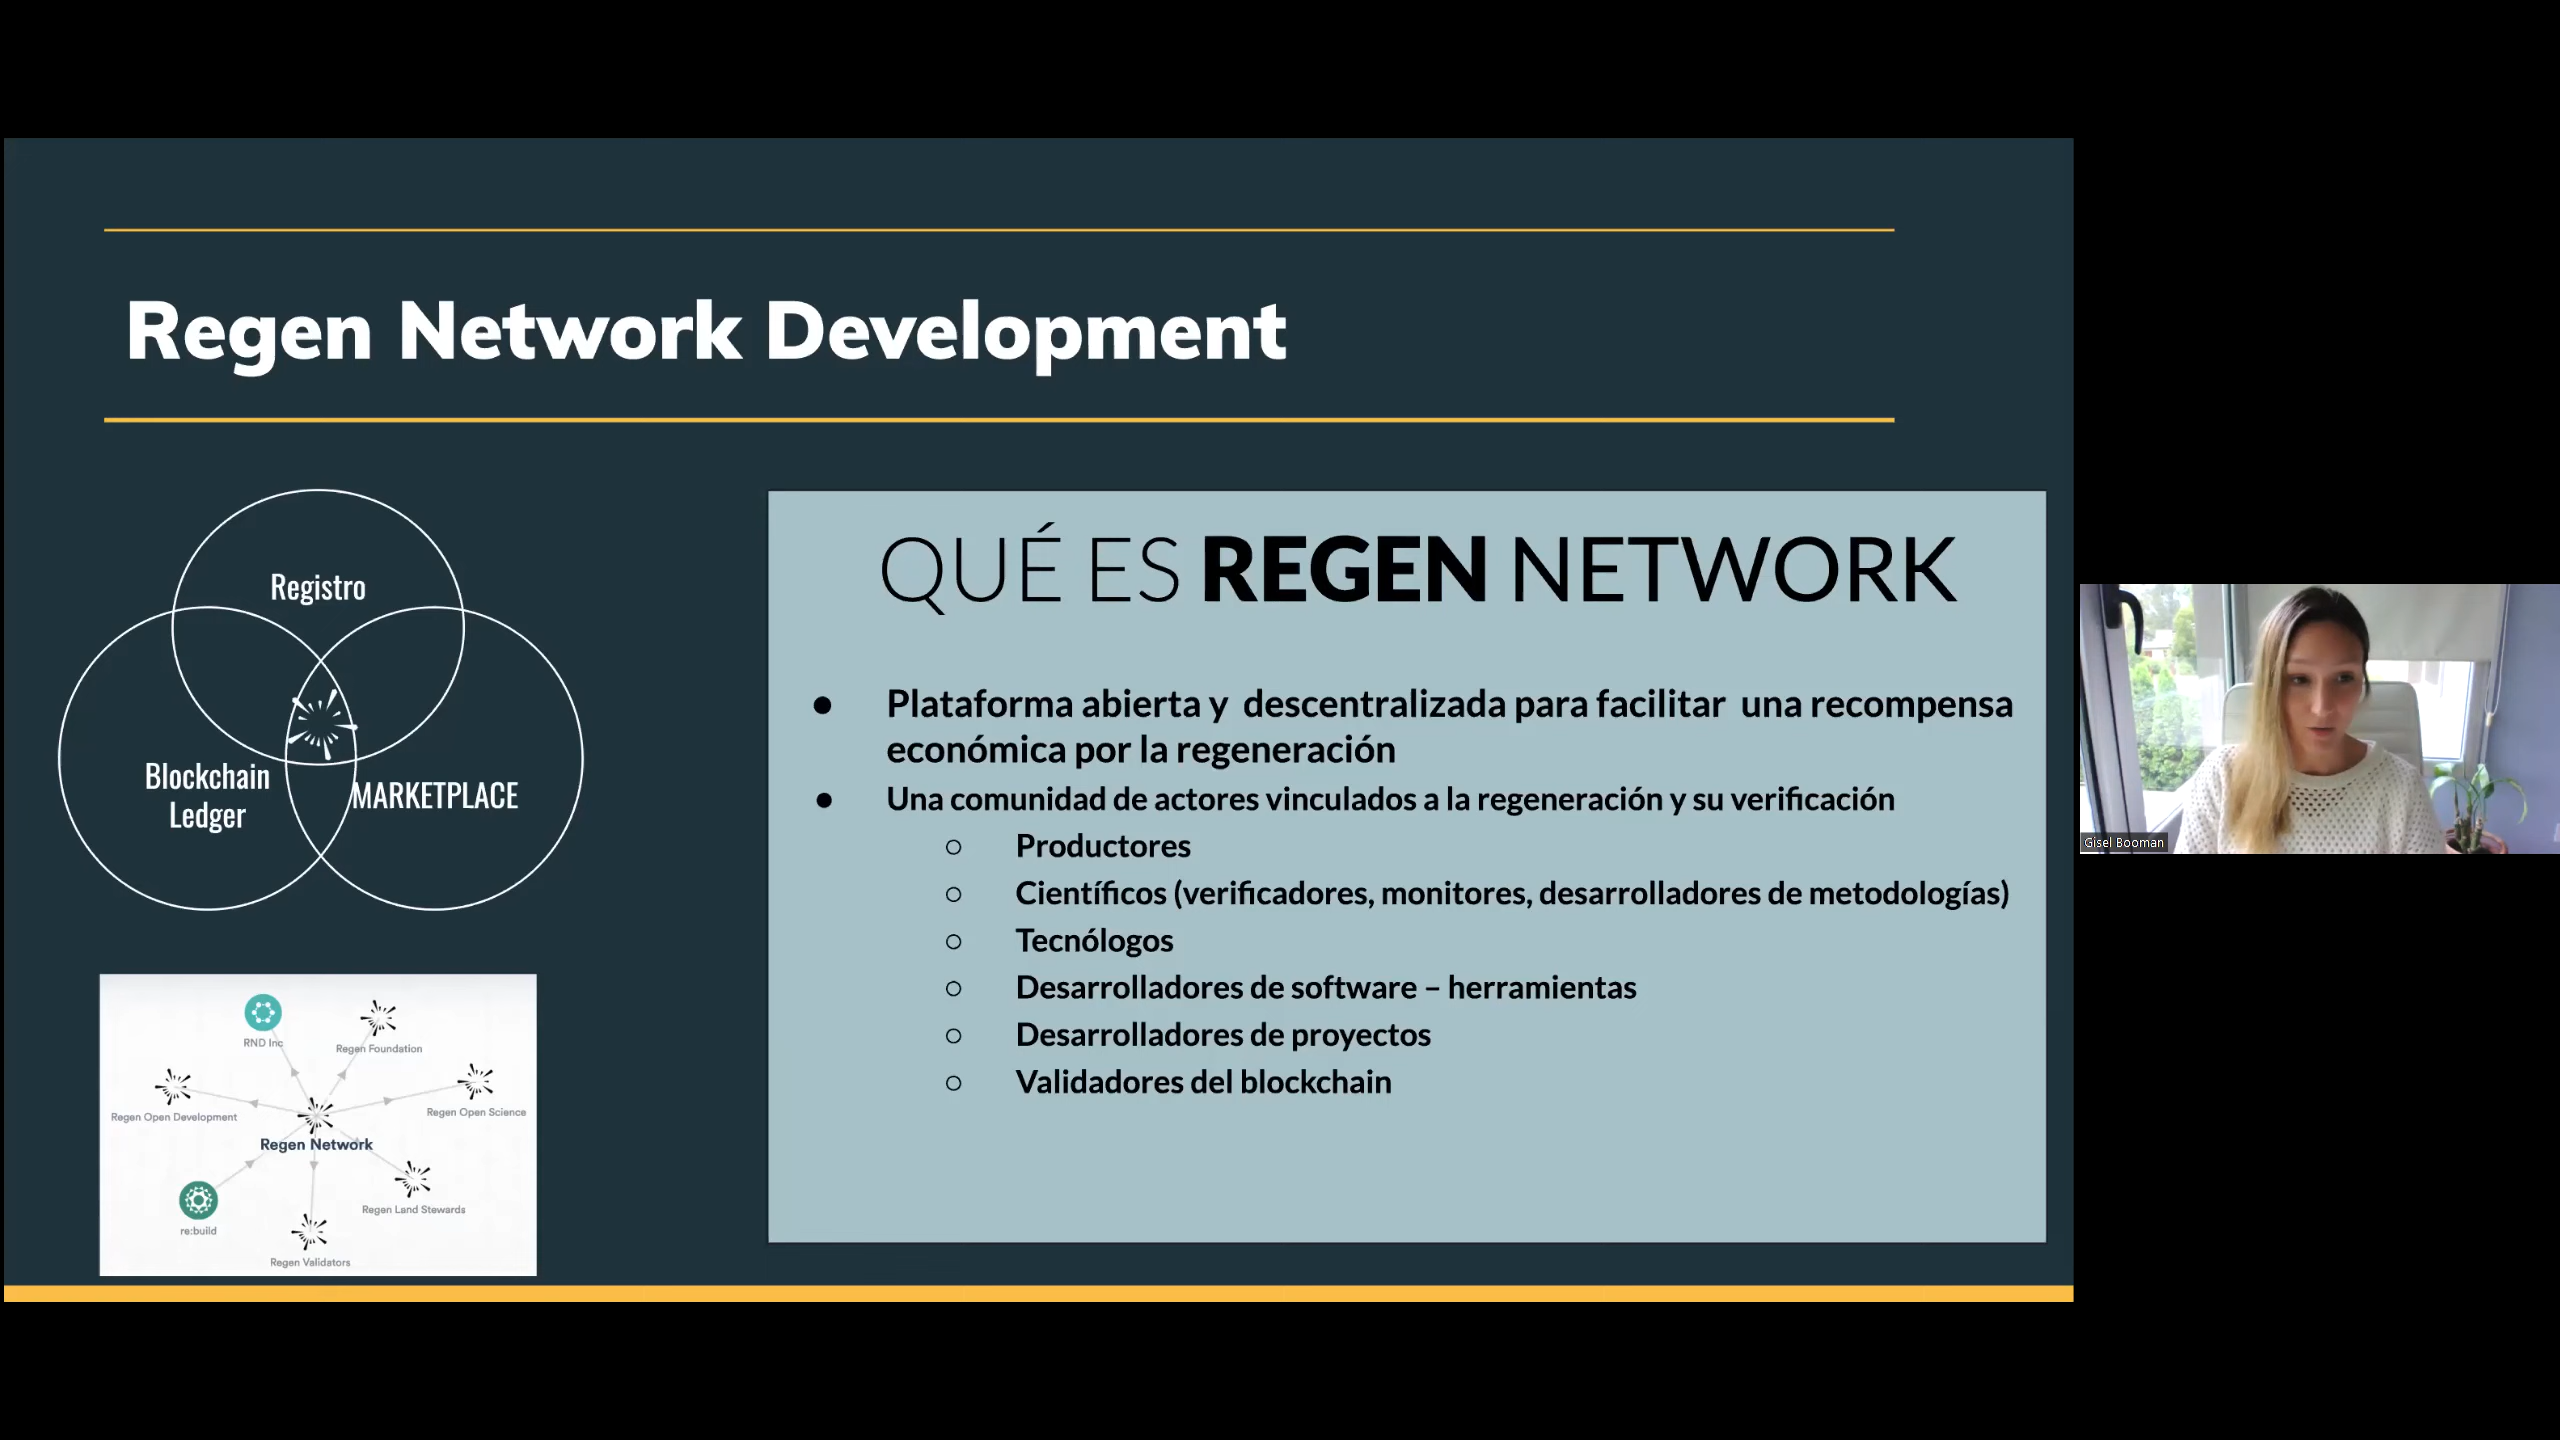 Regen Network Development
Registro
Blockchain
Ledger
MARKETPLACE
RND Inc
Regen Foundation
Regen Open Development
Regen Open Science
Regen Network
re:build
Regen Land Stewards
Regen Validators
QUÉ ES REGEN NETWORK
● Plataforma abierta y descentralizada para facilitar una recompensa
económica por la regeneración
● Una comunidad de actores vinculados a la regeneración y su verificación
○ Productores
○ Científicos (verificadores, monitores, desarrolladores de metodologías)
○ Tecnólogos
○ Desarrolladores de software – herramientas
○ Desarrolladores de proyectos
○ Validadores del blockchain
Gisel Booman